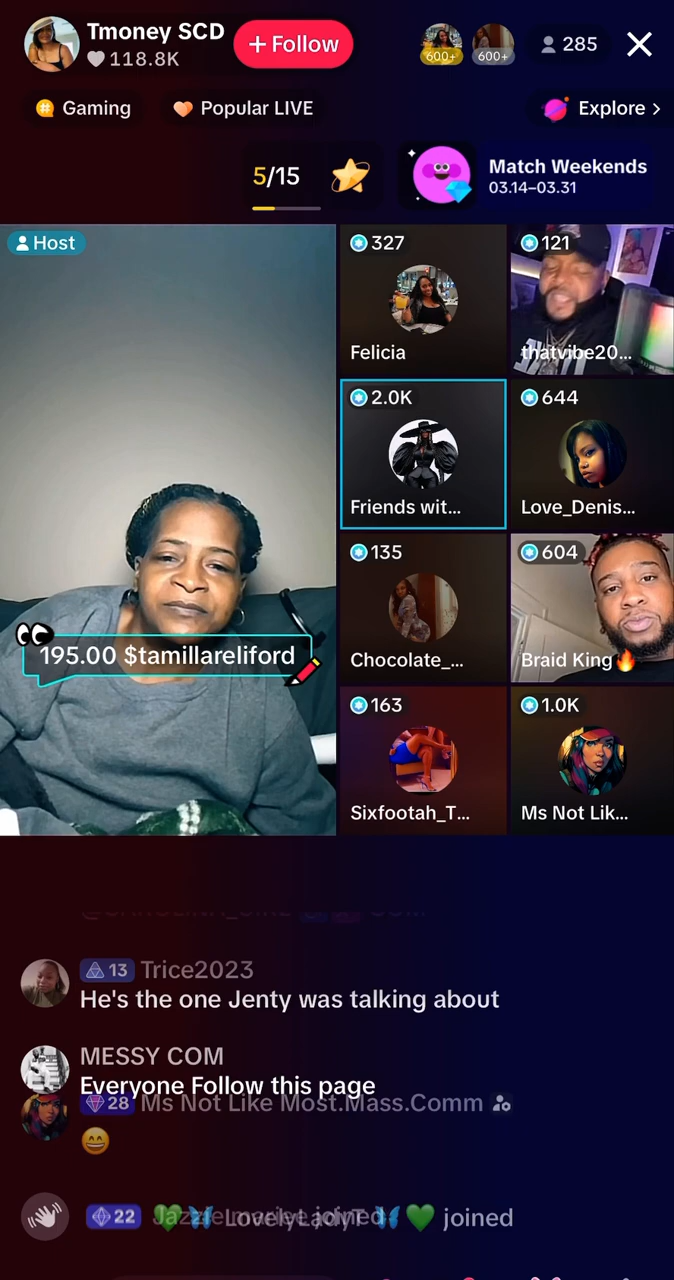 Tmoney SCD
118.8K
+ Follow
600+
600+
285
Gaming
Popular LIVE
Explore >
5/15
Match Weekends
03.14–03.31
Host
327
Felicia
121
thatvibe20...
2.0K
Friends wit...
644
Love_Denis...
135
Chocolate_...
604
Braid King🔥
163
Sixfootah_T...
1.0K
Ms Not Lik...
195.00 $tamillareliford
13 Trice2023
He's the one Jenty was talking about
MESSY COM
Everyone Follow this page
28 Ms Not Like Most.Mass.Comm
😄
22 💚🦋 LovelyLadyT 🦋💚 joined